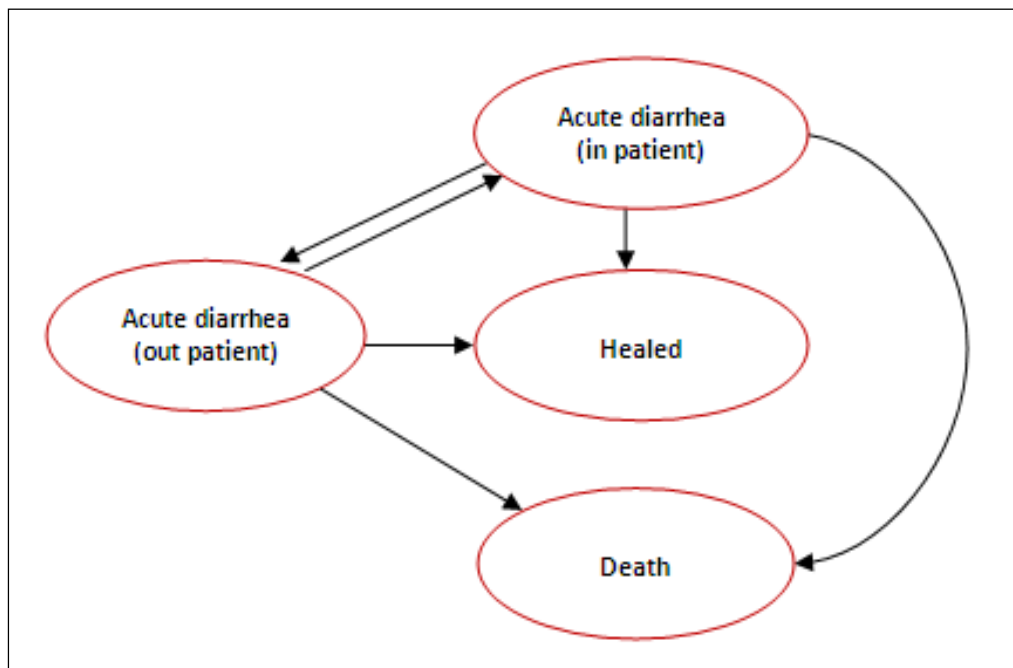 Acute diarrhea
(in patient)
Acute diarrhea
(out patient)
Healed
Death